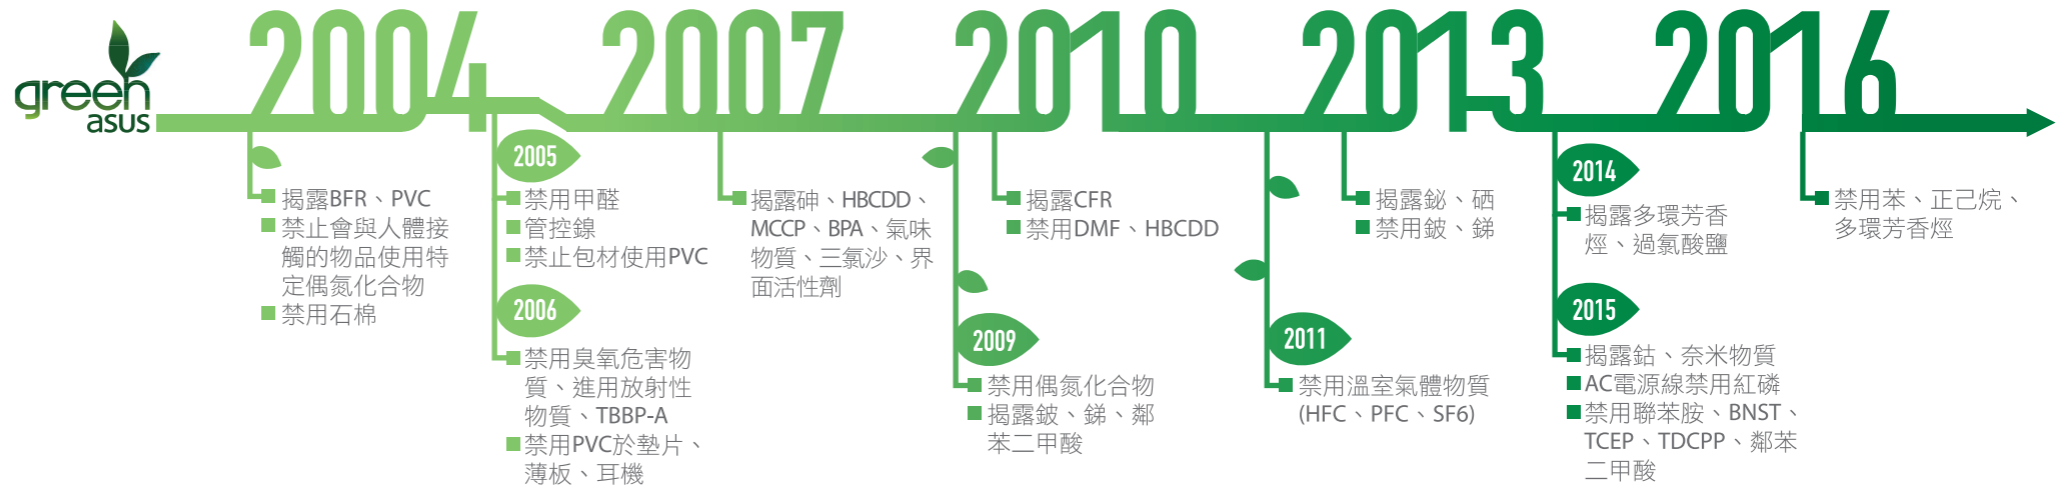 green
asus
2004
揭露BFR、PVC
禁止會與人體接
觸的物品使用特
定偶氮化合物
禁用石棉
2005
禁用甲醛
管控鎳
禁止包材使用PVC
2006
禁用臭氧危害物
質、進用放射性
物質、TBBP-A
禁用PVC於墊片、
薄板、耳機
2007
揭露砷、HBCDD、
MCCP、BPA、氣味
物質、三氯沙、界
面活性劑
2009
禁用偶氮化合物
揭露鈹、銻、鄰
苯二甲酸
2010
揭露CFR
禁用DMF、HBCDD
2011
禁用溫室氣體物質
(HFC、PFC、SF6)
2013
揭露鉍、硒
禁用鈹、銻
2014
揭露多環芳香
烴、過氯酸鹽
2015
揭露鈷、奈米物質
AC電源線禁用紅磷
禁用聯苯胺、BNST、
TCEP、TDCPP、鄰苯
二甲酸
2016
禁用苯、正己烷、
多環芳香烴